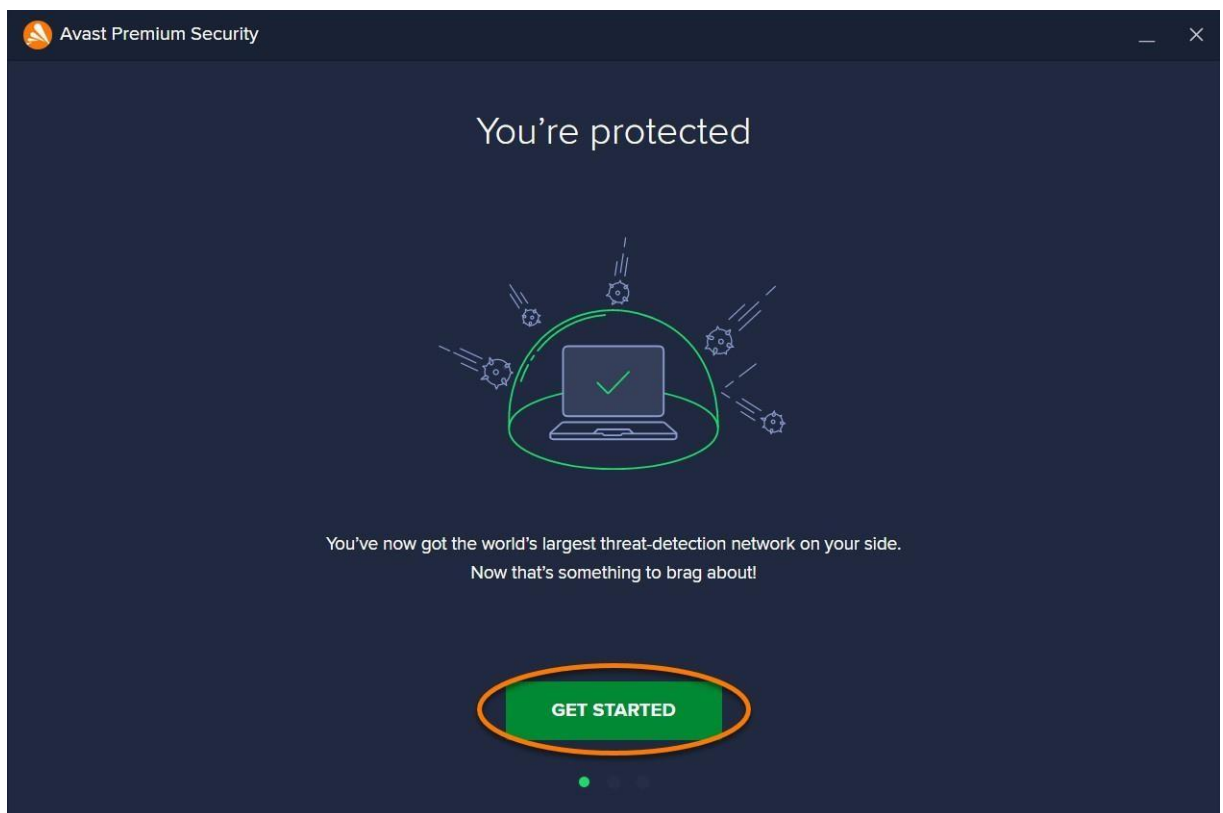 Avast Premium Security
You’re protected
You’ve now got the world’s largest threat-detection network on your side.
Now that’s something to brag about!
GET STARTED